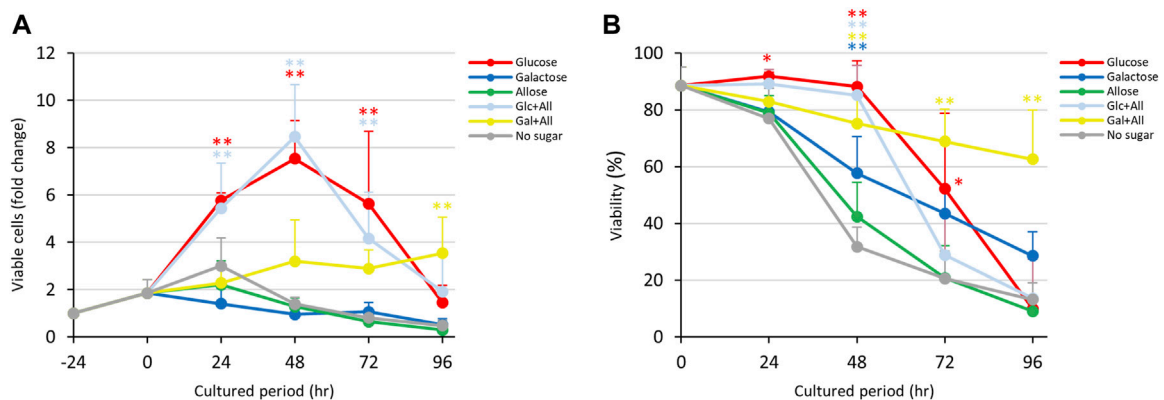 A
Viable cells (fold change)
12
10
8
6
4
2
0
-24
0
24
48
72
96
Cultured period (hr)
**
**
**
**
**
**
**
Glucose
Galactose
Allose
Glc+All
Gal+All
No sugar
B
Viability (%)
100
80
60
40
20
0
0
24
48
72
96
Cultured period (hr)
*
**
**
**
**
**
*
**
Glucose
Galactose
Allose
Glc+All
Gal+All
No sugar